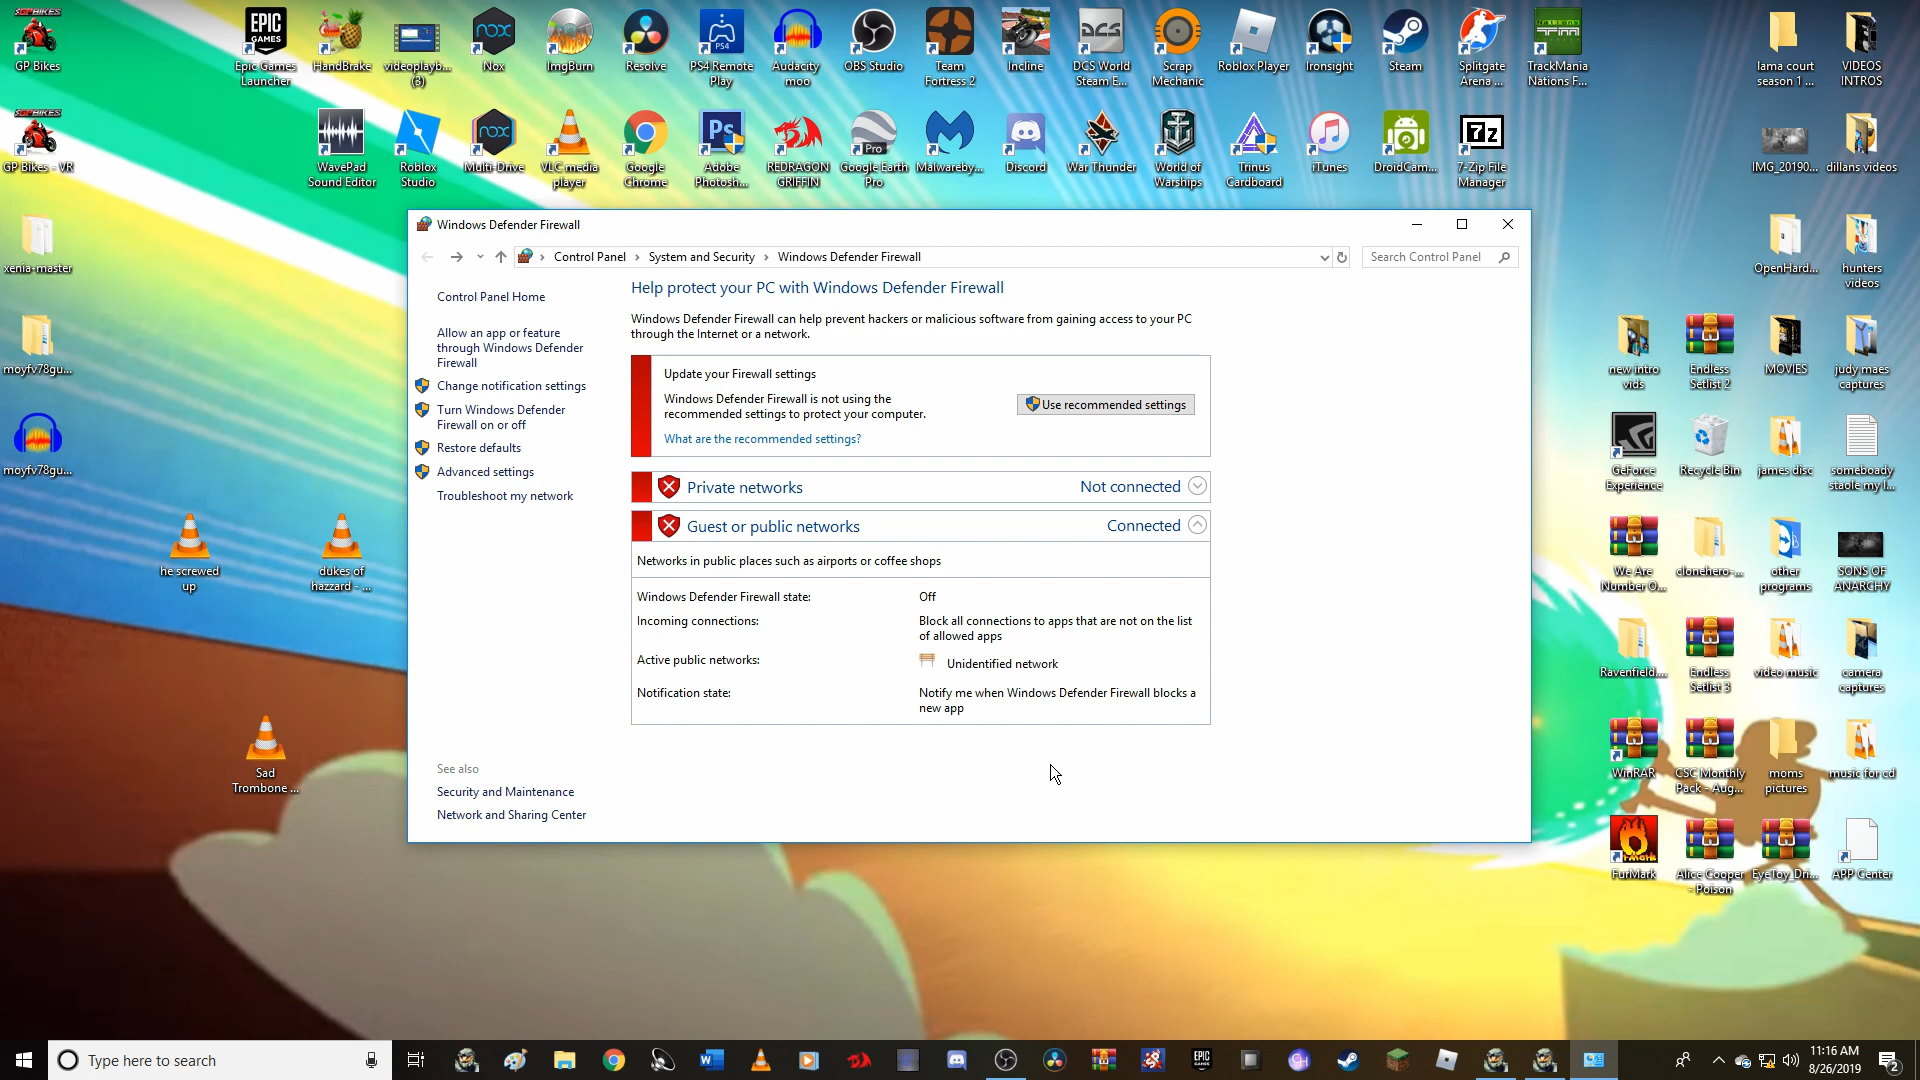 GP Bikes
Epic Games
Launcher
HandBrake
videoplayb...
(3)
Nox
ImgBurn
Resolve
PS4 Remote
Play
Audacity
moo
OBS Studio
Team
Fortress 2
Incline
DCS World
Steam E...
Scrap
Mechanic
Roblox Player
Ironsight
Steam
Splitgate
Arena ...
TrackMania
Nations F...
lama court
season 1 ...
VIDEOS
INTROS
GP Bikes - VR
WavePad
Sound Editor
Roblox
Studio
Multi-Drive
VLC media
player
Google
Chrome
Adobe
Photosh...
REDRAGON
GRIFFIN
Google Earth
Pro
Malwareby...
Discord
War Thunder
World of
Warships
Trinus
Cardboard
iTunes
DroidCam...
7-Zip File
Manager
IMG_20190...
dillans videos
xenia-master
OpenHard...
hunters
videos
moyfv78gu...
new intro
vids
Endless
Setlist 2
MOVIES
judy maes
captures
moyfv78gu...
GeForce
Experience
Recycle Bin
james disc
someboady
staole my l...
he screwed
up
dukes of
hazzard - ...
We Are
Number O...
clonehero-...
other
programs
SONS OF
ANARCHY
Ravenfield....
Endless
Setlist 3
video music
camera
captures
Sad
Trombone ...
WinRAR
CSC Monthly
Pack - Aug...
moms
pictures
music for cd
FurMark
Alice Cooper
- Poison
EyeToy_Dri...
APP Center
Windows Defender Firewall
Control Panel
System and Security
Windows Defender Firewall
Search Control Panel
Control Panel Home
Allow an app or feature
through Windows Defender
Firewall
Change notification settings
Turn Windows Defender
Firewall on or off
Restore defaults
Advanced settings
Troubleshoot my network
See also
Security and Maintenance
Network and Sharing Center
Help protect your PC with Windows Defender Firewall
Windows Defender Firewall can help prevent hackers or malicious software from gaining access to your PC
through the Internet or a network.
Update your Firewall settings
Windows Defender Firewall is not using the
recommended settings to protect your computer.
What are the recommended settings?
Use recommended settings
Private networks
Not connected
Guest or public networks
Connected
Networks in public places such as airports or coffee shops
Windows Defender Firewall state:
Off
Incoming connections:
Block all connections to apps that are not on the list
of allowed apps
Active public networks:
Unidentified network
Notification state:
Notify me when Windows Defender Firewall blocks a
new app
Type here to search
11:16 AM
8/26/2019
2